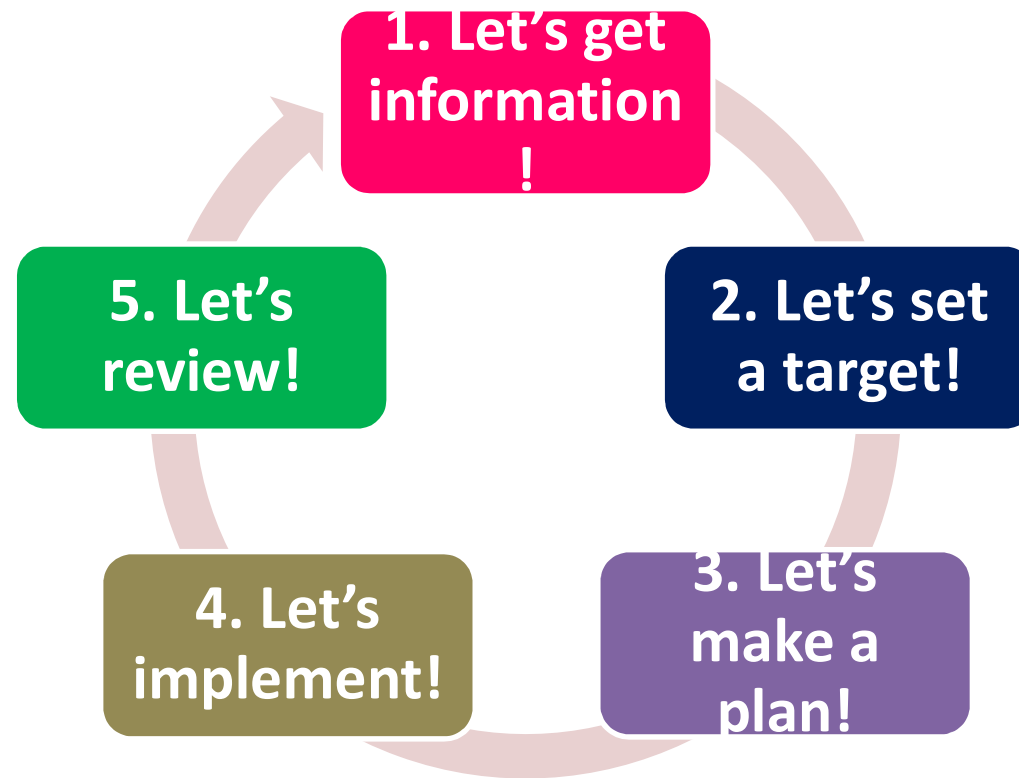 1. Let’s get
information
!
2. Let’s set
a target!
3. Let’s
make a
plan!
4. Let’s
implement!
5. Let’s
review!